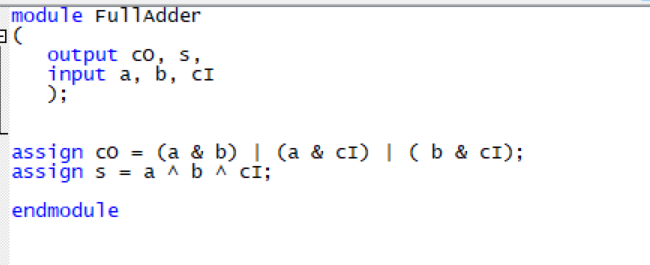 module FullAdder
(
output cO, s,
input a, b, cI
);
assign cO = (a & b) | (a & cI) | ( b & cI);
assign s = a ^ b ^ cI;
endmodule